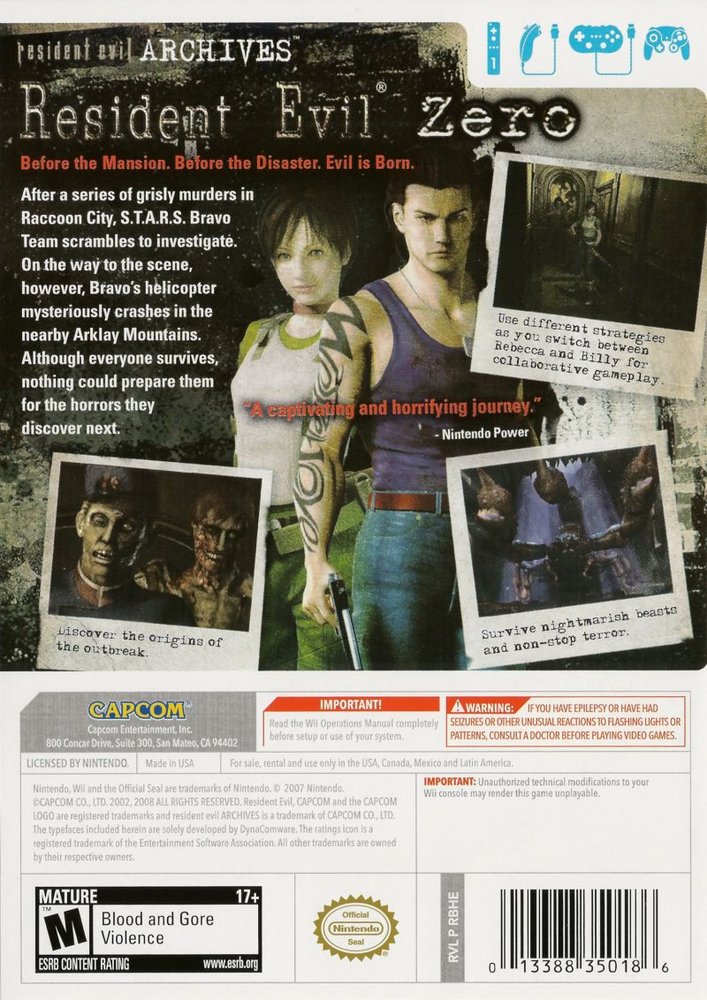 resident evil ARCHIVES™
Resident Evil® Zero
Before the Mansion. Before the Disaster. Evil is Born.
After a series of grisly murders in
Raccoon City, S.T.A.R.S. Bravo
Team scrambles to investigate.
On the way to the scene,
however, Bravo's helicopter
mysteriously crashes in the
nearby Arklay Mountains.
Although everyone survives,
nothing could prepare them
for the horrors they
discover next.
Use different strategies
as you switch between
Rebecca and Billy for
collaborative gameplay.
"A captivating and horrifying journey."
- Nintendo Power
Discover the origins of
the outbreak.
Survive nightmarish beasts
and non-stop terror.
CAPCOM®
Capcom Entertainment, Inc.
800 Concar Drive, Suite 300, San Mateo, CA 94402
IMPORTANT!
Read the Wii Operations Manual completely
before setup or use of your system.
WARNING: IF YOU HAVE EPILEPSY OR HAVE HAD
SEIZURES OR OTHER UNUSUAL REACTIONS TO FLASHING LIGHTS OR
PATTERNS, CONSULT A DOCTOR BEFORE PLAYING VIDEO GAMES.
LICENSED BY NINTENDO.
Made in USA
For sale, rental and use only in the USA, Canada, Mexico and Latin America.
Nintendo, Wii and the Official Seal are trademarks of Nintendo. © 2007 Nintendo.
©CAPCOM CO., LTD. 2002, 2008 ALL RIGHTS RESERVED. Resident Evil, CAPCOM and the CAPCOM
LOGO are registered trademarks and resident evil ARCHIVES is a trademark of CAPCOM CO., LTD.
The typefaces included herein are solely developed by DynaComware. The ratings icon is a
registered trademark of the Entertainment Software Association. All other trademarks are owned
by their respective owners.
IMPORTANT: Unauthorized technical modifications to your
Wii console may render this game unplayable.
MATURE 17+
M
Blood and Gore
Violence
ESRB CONTENT RATING www.esrb.org
Official
Nintendo
Seal
RVL P RBHE
0 13388 35018 6